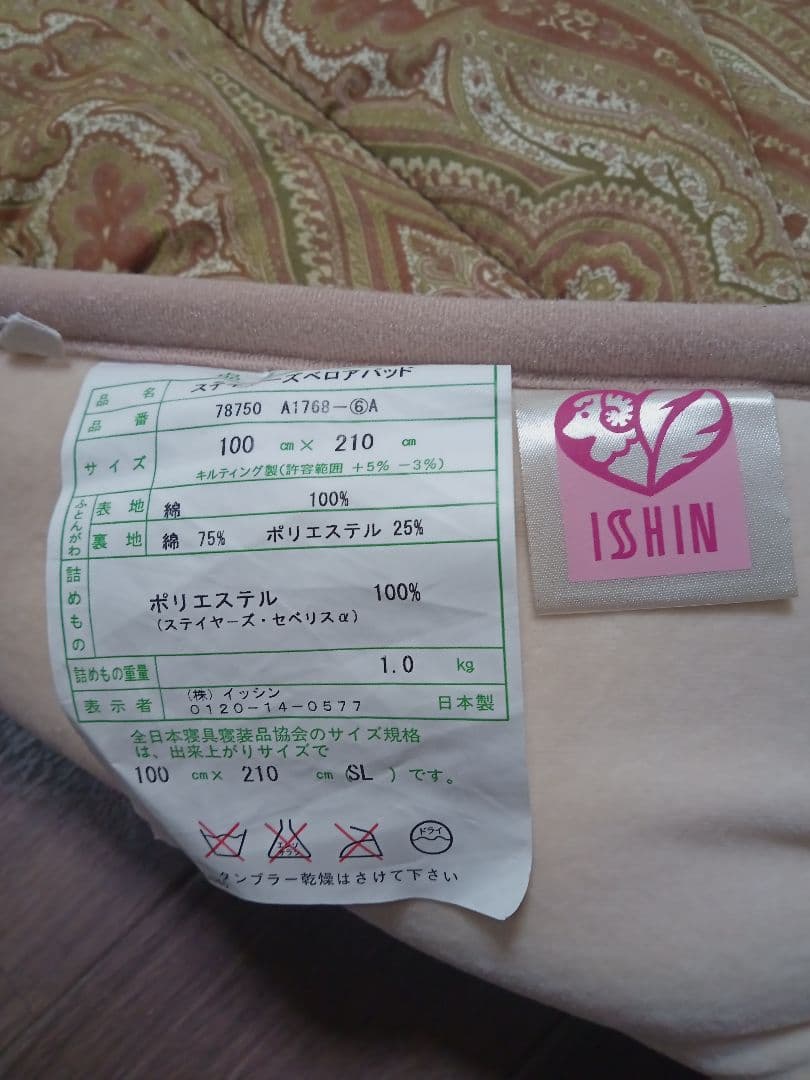 品名 ズベロアパッド
品番 78750 A1768-⑥A
サイズ 100 cm × 210 cm
キルティング製(許容範囲 +5% -3%)
ふとんがわ
表地 綿 100%
裏地 綿 75% ポリエステル 25%
詰めもの
ポリエステル 100%
(ステイヤーズ・セベリスα)
詰めもの重量 1.0 kg
表示者 (株)イッシン
0120-14-0577 日本製
全日本寝具寝装品協会のサイズ規格
は、出来上がりサイズで
100 cm× 210 cm (SL)です。
エンソ
サラシ
ドライ
タンブラー乾燥はさけて下さい
ISSHIN